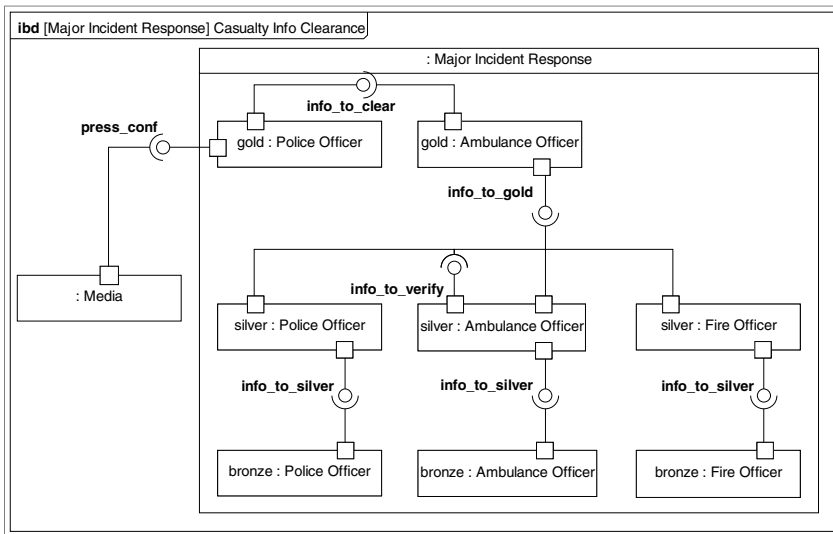 ibd [Major Incident Response] Casualty Info Clearance
: Major Incident Response
info_to_clear
press_conf
gold : Police Officer
gold : Ambulance Officer
info_to_gold
: Media
info_to_verify
silver : Police Officer
silver : Ambulance Officer
silver : Fire Officer
info_to_silver
info_to_silver
info_to_silver
bronze : Police Officer
bronze : Ambulance Officer
bronze : Fire Officer